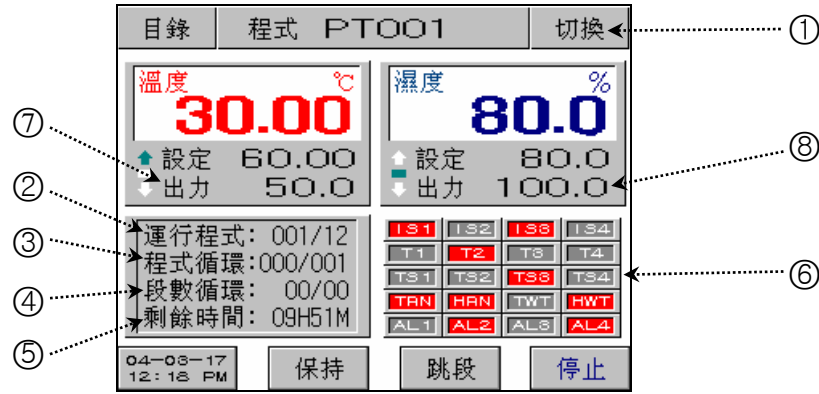 目錄 程式 PT001 切換 ①
溫度 ℃ 濕度 %
30.00 80.0
⑦ 設定 60.00 設定 80.0 ⑧
出力 50.0 出力 100.0
② 運行程式: 001/12 IS1 IS2 IS3 IS4
③ 程式循環:000/001 T1 T2 T3 T4
④ 段數循環: 00/00 TS1 TS2 TS3 TS4 ⑥
⑤ 剩餘時間: 09H51M TRN HRN TWT HWT
AL1 AL2 AL3 AL4
04-03-17 保持 跳段 停止
12:18 PM